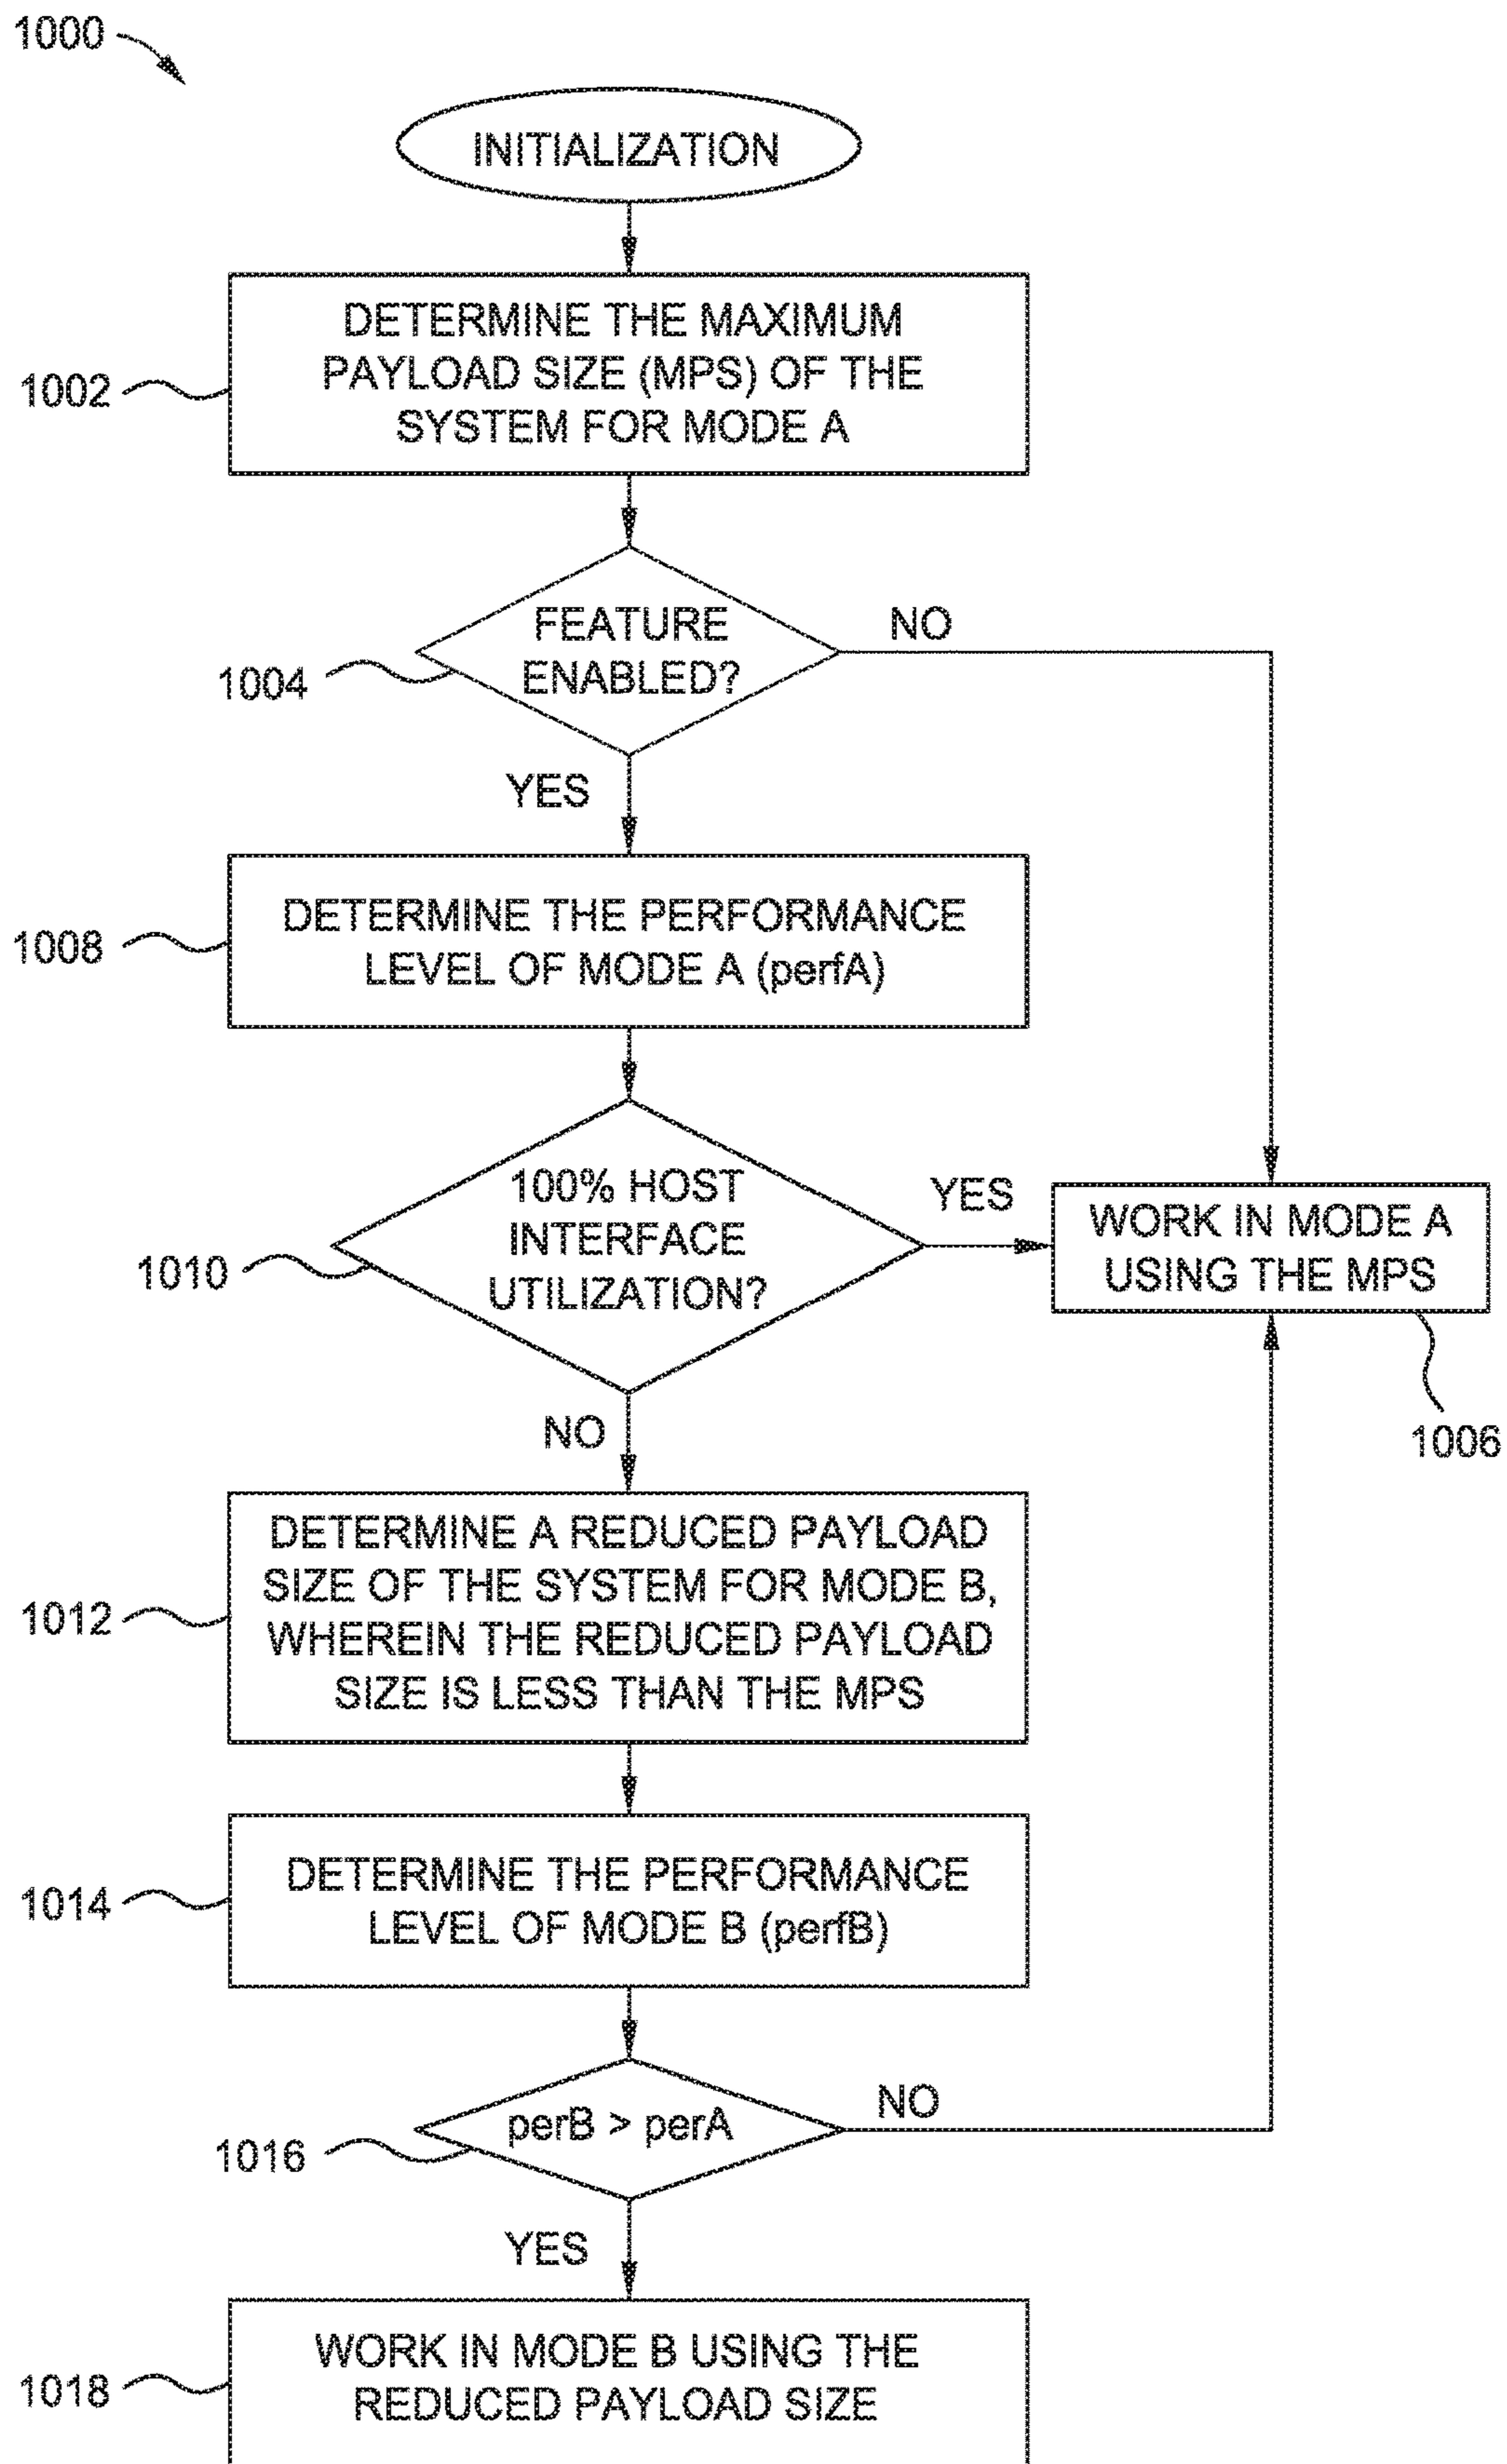 1000
INITIALIZATION
DETERMINE THE MAXIMUM
PAYLOAD SIZE (MPS) OF THE
SYSTEM FOR MODE A
1002
FEATURE
ENABLED?
NO
1004
YES
DETERMINE THE PERFORMANCE
LEVEL OF MODE A (perfA)
1008
100% HOST
INTERFACE
UTILIZATION?
YES
1010
WORK IN MODE A
USING THE MPS
1006
NO
DETERMINE A REDUCED PAYLOAD
SIZE OF THE SYSTEM FOR MODE B,
WHEREIN THE REDUCED PAYLOAD
SIZE IS LESS THAN THE MPS
1012
DETERMINE THE PERFORMANCE
LEVEL OF MODE B (perfB)
1014
perB > perA
NO
1016
YES
WORK IN MODE B USING THE
REDUCED PAYLOAD SIZE
1018